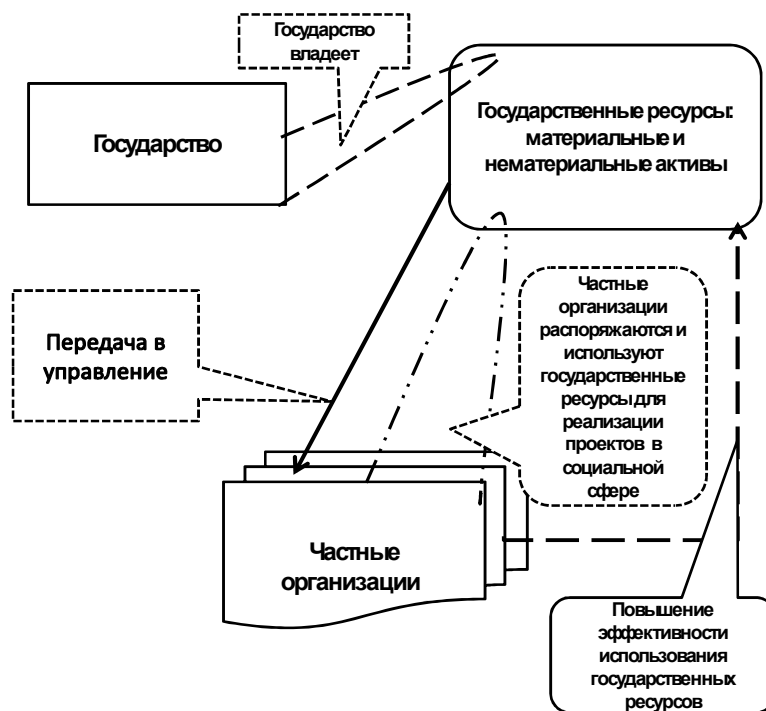 Государство
владеет
Государство
Государственные ресурсы:
материальные и
нематериальные активы
Передача в
управление
Частные
организации
распоряжаются и
используют
государственные
ресурсы для
реализации
проектов в
социальной
сфере
Частные
организации
Повышение
эффективности
использования
государственных
ресурсов